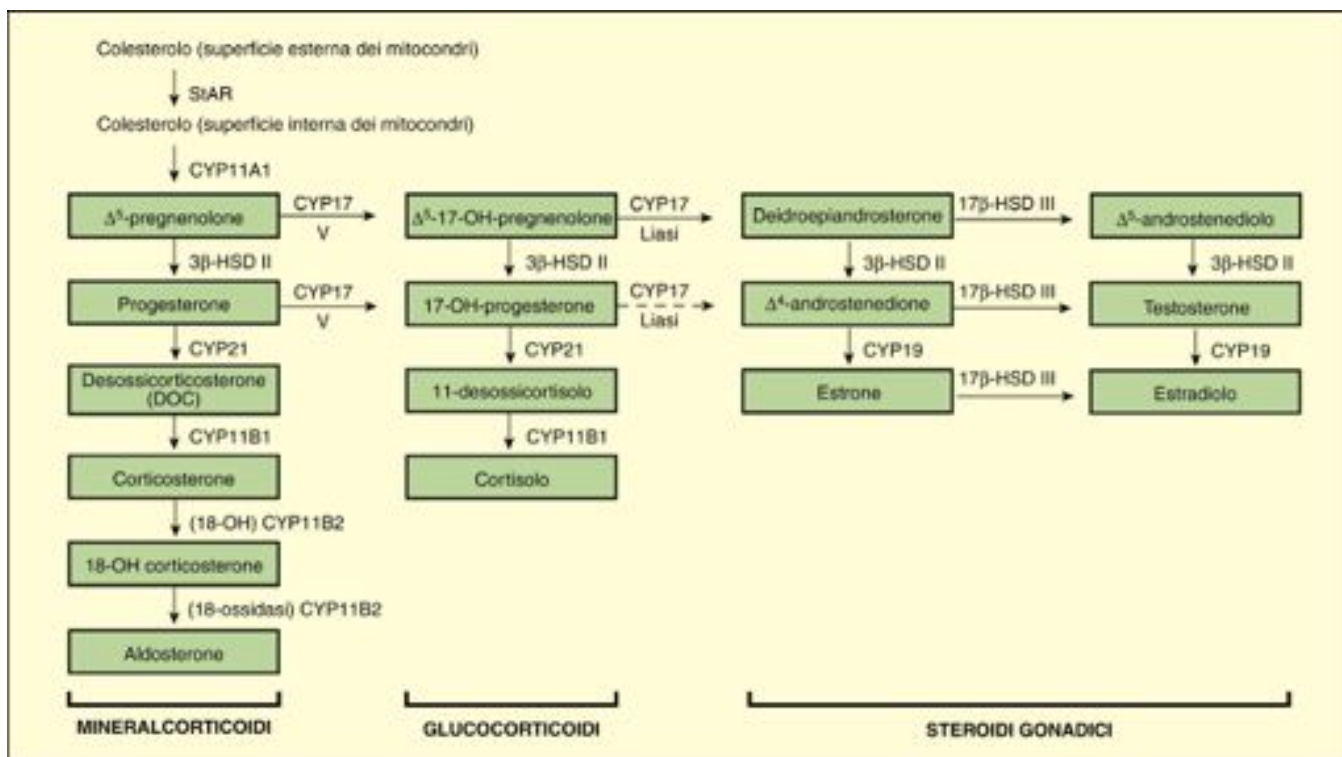 Colesterolo (superficie esterna dei mitocondri)
StAR
Colesterolo (superficie interna dei mitocondri)
CYP11A1
Δ⁵-pregnenolone
CYP17
V
Δ⁵-17-OH-pregnenolone
CYP17
Liasi
Deidroepiandrosterone
17β-HSD III
Δ⁵-androstenediolo
3β-HSD II
3β-HSD II
3β-HSD II
3β-HSD II
Progesterone
CYP17
V
17-OH-progesterone
CYP17
Liasi
Δ⁴-androstenedione
17β-HSD III
Testosterone
CYP21
CYP21
CYP19
CYP19
Desossicorticosterone
(DOC)
11-desossicortisolo
Estrone
17β-HSD III
Estradiolo
CYP11B1
CYP11B1
Corticosterone
Cortisolo
(18-OH) CYP11B2
18-OH corticosterone
(18-ossidasi) CYP11B2
Aldosterone
MINERALCORTICOIDI
GLUCOCORTICOIDI
STEROIDI GONADICI